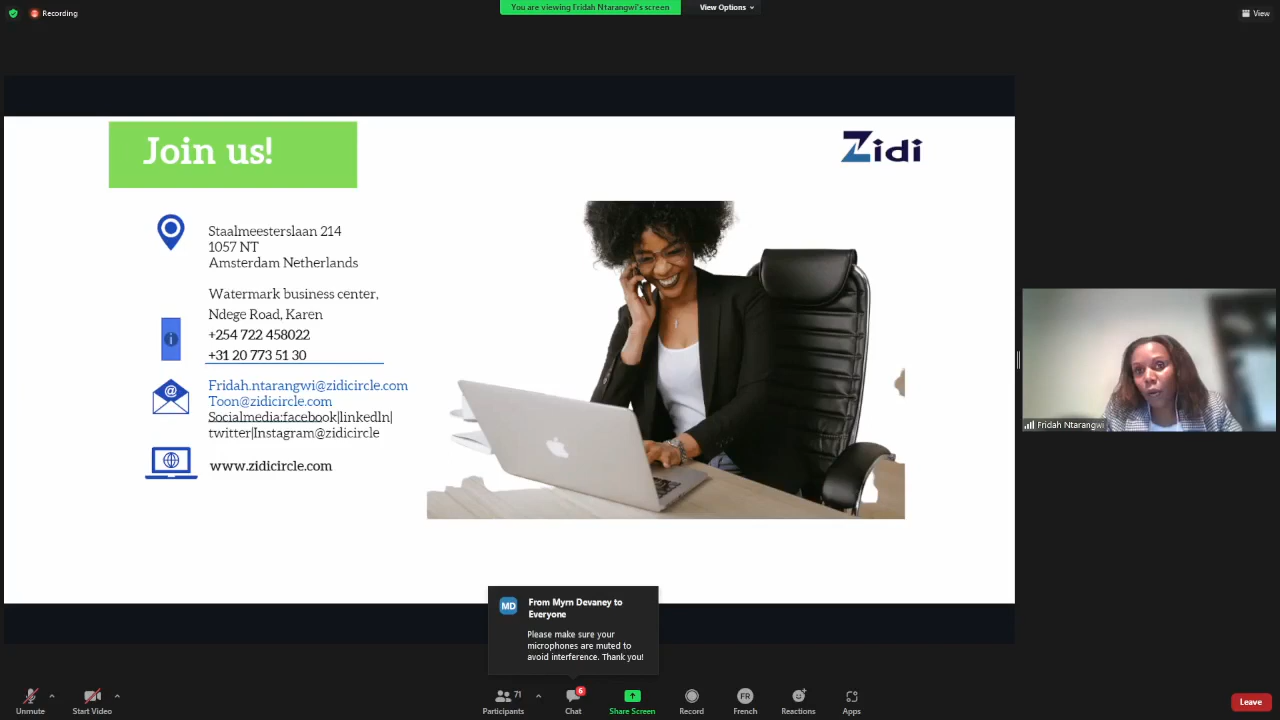 Recording
You are viewing Fridah Ntarangwi's screen
View Options
View
Join us!
Zidi
Staalmeesterslaan 214
1057 NT
Amsterdam Netherlands
Watermark business center,
Ndege Road, Karen
+254 722 458022
+31 20 773 51 30
Fridah.ntarangwi@zidicircle.com
Toon@zidicircle.com
Socialmedia:facebook|linkedln|
twitter|Instagram@zidicircle
www.zidicircle.com
Fridah Ntarangwi
MD
From Myrn Devaney to
Everyone
Please make sure your
microphones are muted to
avoid interference. Thank you!
Unmute
Start Video
71
Participants
6
Chat
Share Screen
Record
FR
French
Reactions
Apps
Leave